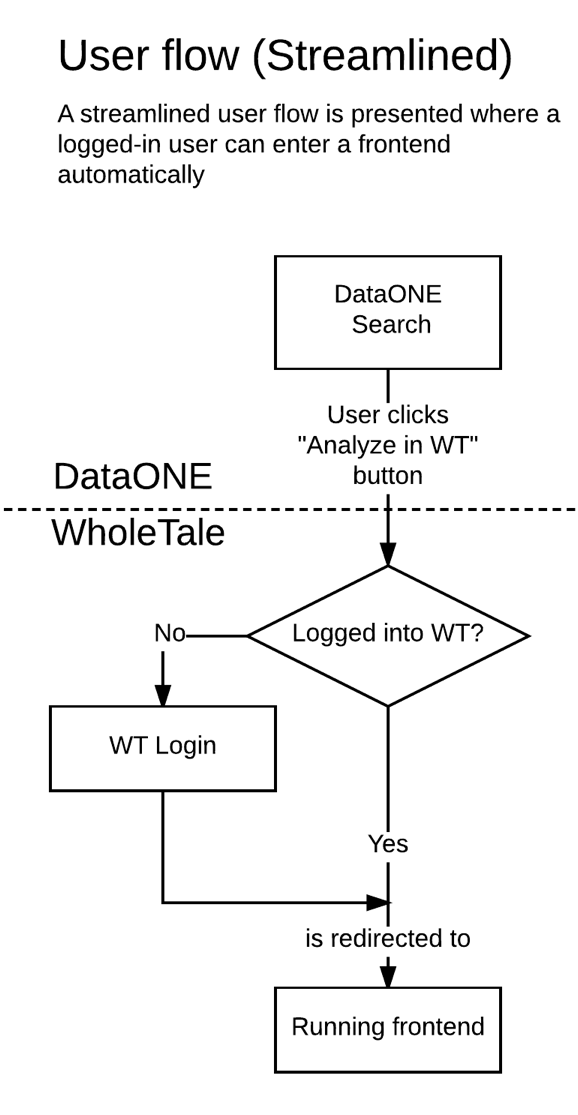 User flow (Streamlined)
A streamlined user flow is presented where a
logged-in user can enter a frontend
automatically
DataONE
Search
User clicks
"Analyze in WT"
button
DataONE
WholeTale
Logged into WT?
No
WT Login
Yes
is redirected to
Running frontend